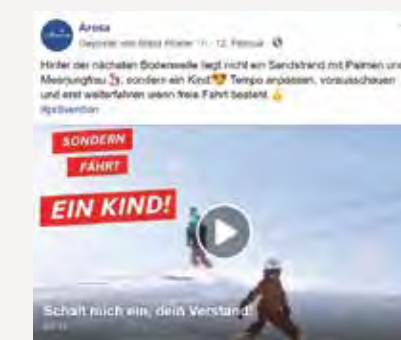 Arosa
Gepostet von Brand Pfister · 12. Februar
Hinter der nächsten Bodenwelle liegt nicht ein Sandstrand mit Palmen und
Meerjungfrau, sondern ein Kind Tempo anpassen, vorausschauen
und erst weiterfahren wenn freie Fahrt besteht
#prävention
SONDERN
FÄHRT
EIN KIND!
Schalt mich ein, dein Verstand!